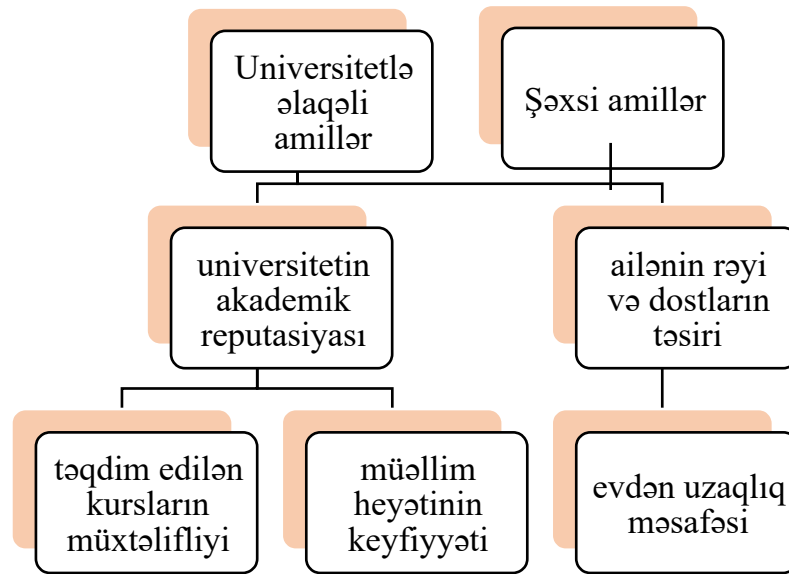 Universitetlə
əlaqəli
amillər
Şəxsi amillər
universitetin
akademik
reputasiyası
ailənin rəyi
və dostların
təsiri
təqdim edilən
kursların
müxtəlifliyi
müəllim
heyətinin
keyfiyyəti
evdən uzaqlıq
məsafəsi